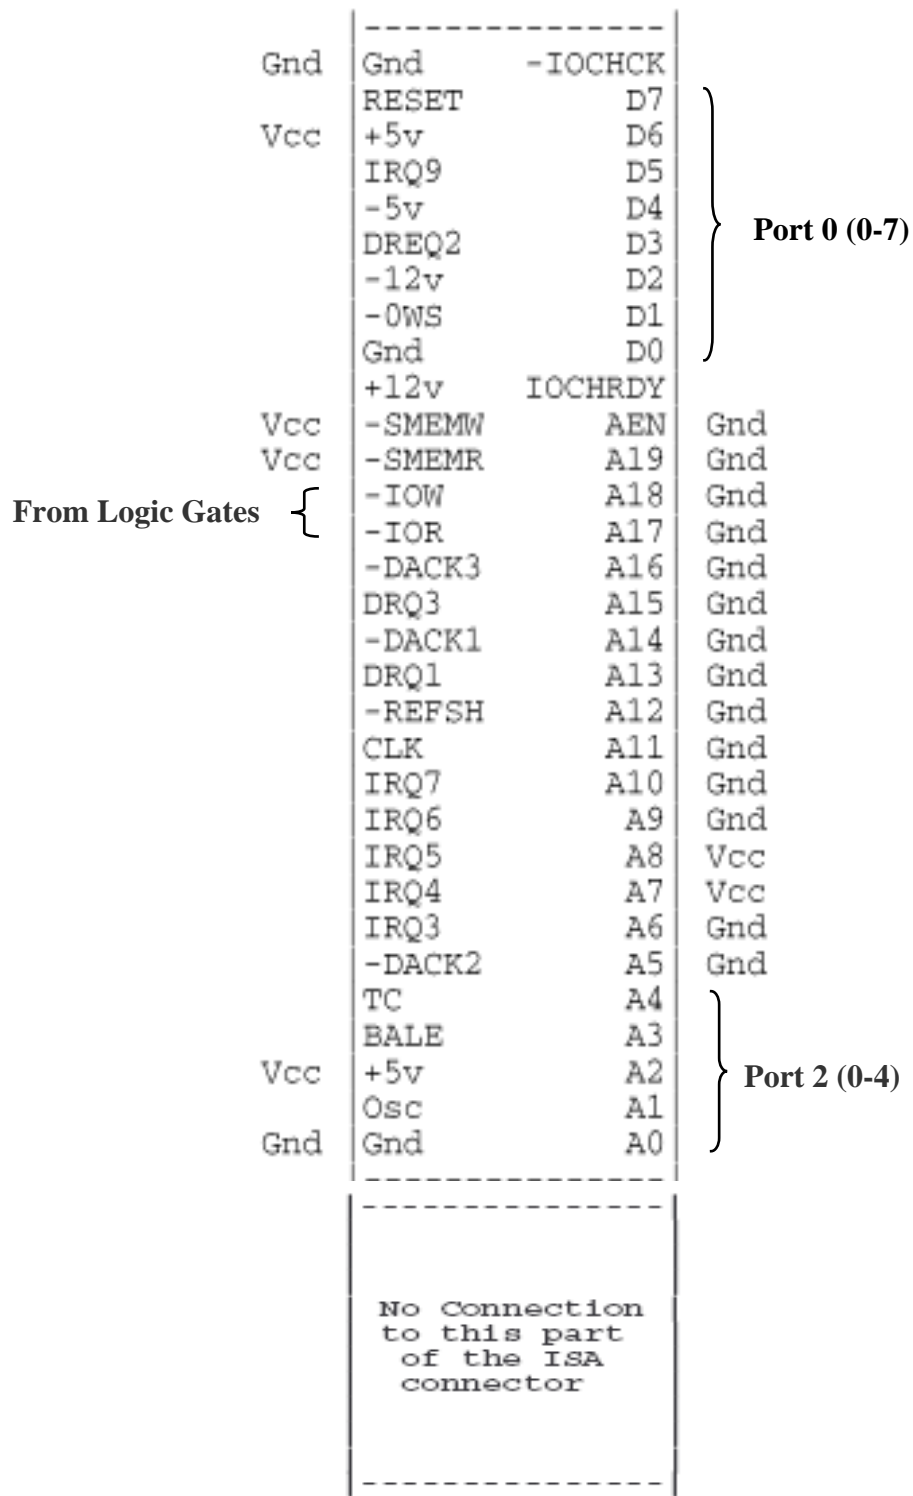 Gnd Gnd -IOCHCK
RESET D7
Vcc +5v D6
IRQ9 D5
-5v D4
DREQ2 D3
Port 0 (0-7)
-12v D2
-0WS D1
Gnd D0
+12v IOCHRDY
Vcc -SMEMW AEN Gnd
Vcc -SMEMR A19 Gnd
From Logic Gates
-IOW A18 Gnd
-IOR A17 Gnd
-DACK3 A16 Gnd
DRQ3 A15 Gnd
-DACK1 A14 Gnd
DRQ1 A13 Gnd
-REFSH A12 Gnd
CLK A11 Gnd
IRQ7 A10 Gnd
IRQ6 A9 Gnd
IRQ5 A8 Vcc
IRQ4 A7 Vcc
IRQ3 A6 Gnd
-DACK2 A5 Gnd
TC A4
BALE A3
Vcc +5v A2 Port 2 (0-4)
Osc A1
Gnd Gnd A0
No Connection
to this part
of the ISA
connector